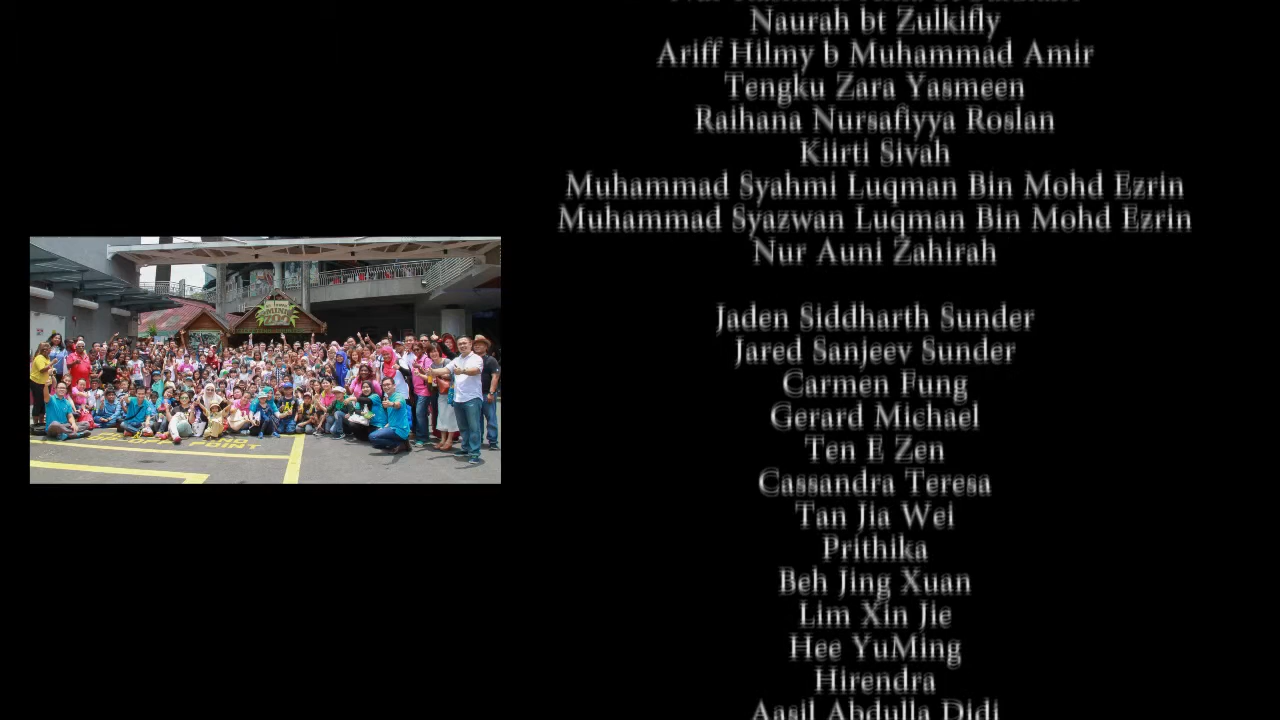 Naurah bt Zulkifly
Ariff Hilmy b Muhammad Amir
Tengku Zara Yasmeen
Raihana Nursafiyya Roslan
Kiirti Sivah
Muhammad Syahmi Luqman Bin Mohd Ezrin
Muhammad Syazwan Luqman Bin Mohd Ezrin
Nur Auni Zahirah
MINI
ZOO
POINT
Jaden Siddharth Sunder
Jared Sanjeev Sunder
Carmen Fung
Gerard Michael
Ten E Zen
Cassandra Teresa
Tan Jia Wei
Prithika
Beh Jing Xuan
Lim Xin Jie
Hee YuMing
Hirendra
Aasil Abdulla Didi